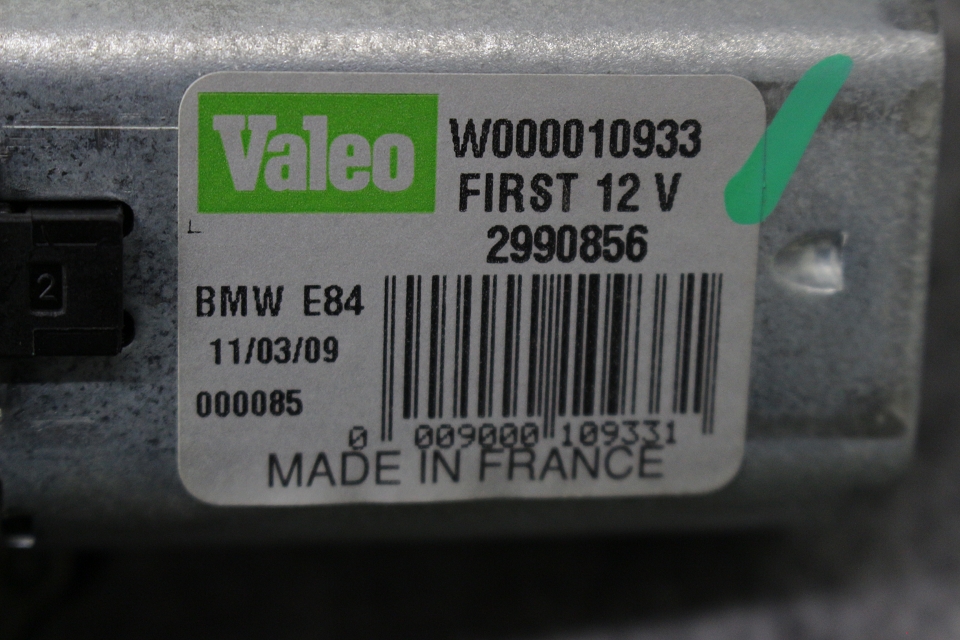 Valeo
W000010933
FIRST 12 V
2990856
BMW E84
11/03/09
000085
0 009000 109331
MADE IN FRANCE
2